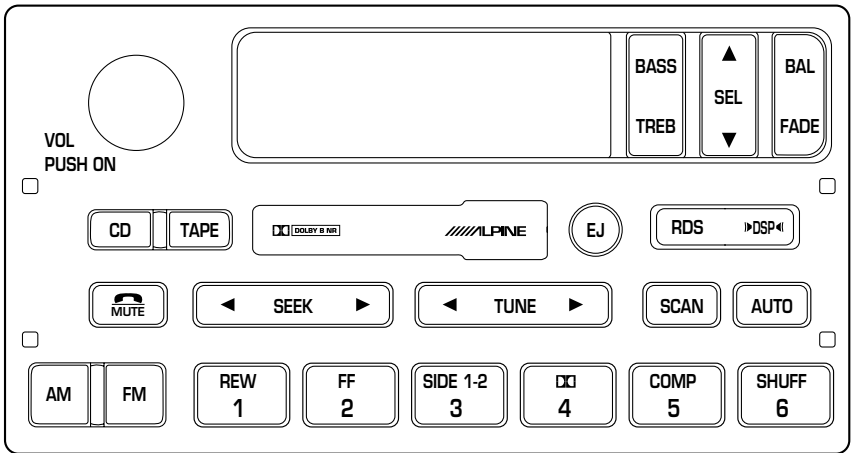 BASS
TREB
▲
SEL
▼
BAL
FADE
VOL
PUSH ON
CD
TAPE
DOLBY B NR
ALPINE
EJ
RDS
DSP
MUTE
◄ SEEK ►
◄ TUNE ►
SCAN
AUTO
AM
FM
REW
1
FF
2
SIDE 1-2
3
4
COMP
5
SHUFF
6